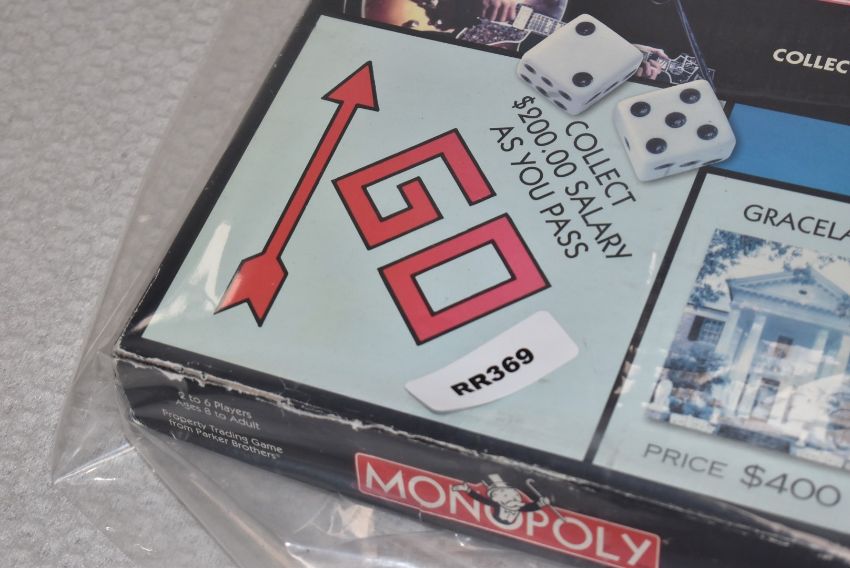 COLLEC
COLLECT
$200.00 SALARY
AS YOU PASS
GO
GRACELA
RR369
2 to 6 Players
Ages 8 to Adult
Property Trading Game
from Parker Brothers
PRICE $400
MONOPOLY